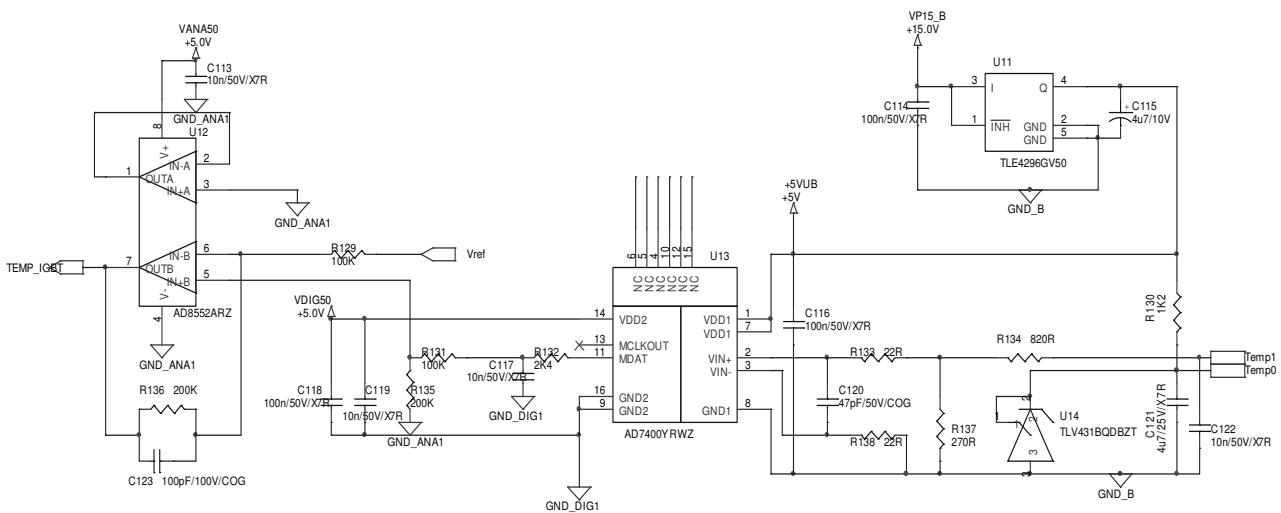 VANA50
+5.0V
C113
10n/50V/X7R
GND_ANA1
U12
8
V+
1
OUTA
IN-A
2
IN+A
3
GND_ANA1
TEMP_IGBT
7
OUTB
IN-B
6
IN+B
5
V-
4
AD8552ARZ
GND_ANA1
R129
100K
Vref
R136 200K
C123 100pF/100V/COG
VDIG50
+5.0V
C118
100n/50V/X7R
C119
10n/50V/X7R
R131
100K
R135
200K
GND_ANA1
C117
10n/50V/X7R
GND_DIG1
R132
2K4
GND_DIG1
6
5
4
10
12
15
NC
NC
NC
NC
NC
NC
U13
14
VDD2
13
MCLKOUT
11
MDAT
16
GND2
9
GND2
VDD1
1
VDD1
7
VIN+
2
VIN-
3
GND1
8
AD7400YRWZ
+5VUB
+5V
C116
100n/50V/X7R
R133 22R
C120
47pF/50V/COG
R138 22R
R137
270R
R134 820R
VP15_B
+15.0V
C114
100n/50V/X7R
U11
3
I
Q
4
1
INH
GND
2
GND
5
TLE4296GV50
C115
+
4u7/10V
GND_B
R130
1K2
Temp1
Temp0
U14
TLV431BQDBZT
1
1
2
2
3
3
C121
4u7/25V/X7R
C122
10n/50V/X7R
GND_B